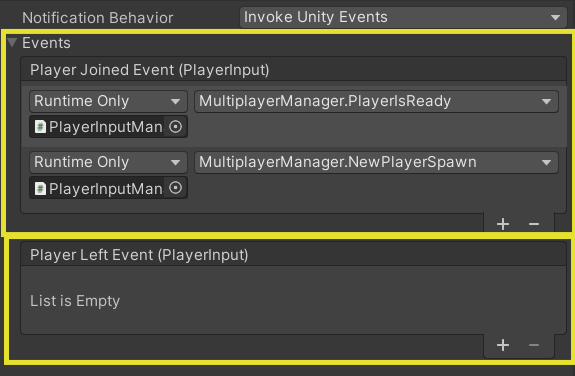 Notification Behavior
Invoke Unity Events
Events
Player Joined Event (PlayerInput)
Runtime Only
MultiplayerManager.PlayerIsReady
PlayerInputMan
Runtime Only
MultiplayerManager.NewPlayerSpawn
PlayerInputMan
+ −
Player Left Event (PlayerInput)
List is Empty
+ −